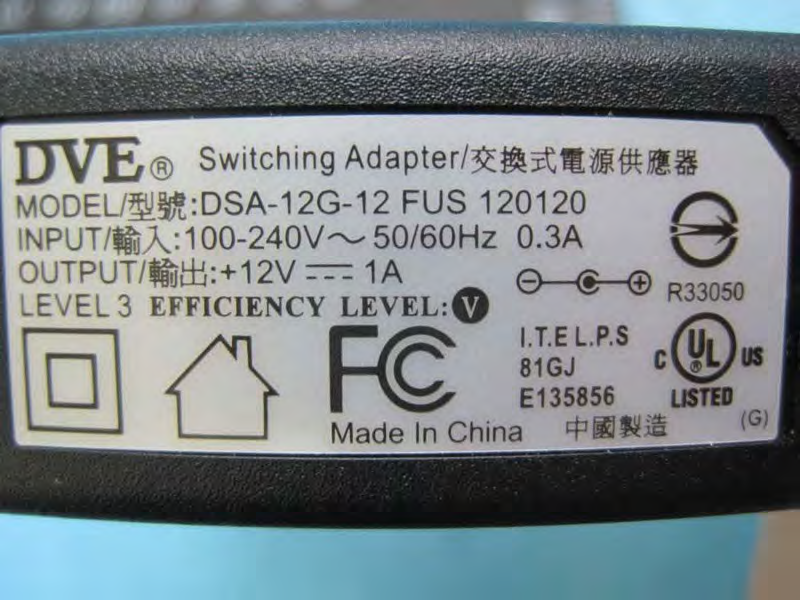 DVE® Switching Adapter/交換式電源供應器
MODEL/型號:DSA-12G-12 FUS 120120
INPUT/輸入:100-240V～50/60Hz 0.3A
OUTPUT/輸出:+12V ⎓ 1A
LEVEL 3 EFFICIENCY LEVEL: V
R33050
FC
I.T.E L.P.S
81GJ
E135856
C UL® US
LISTED
Made In China
中國製造
(G)